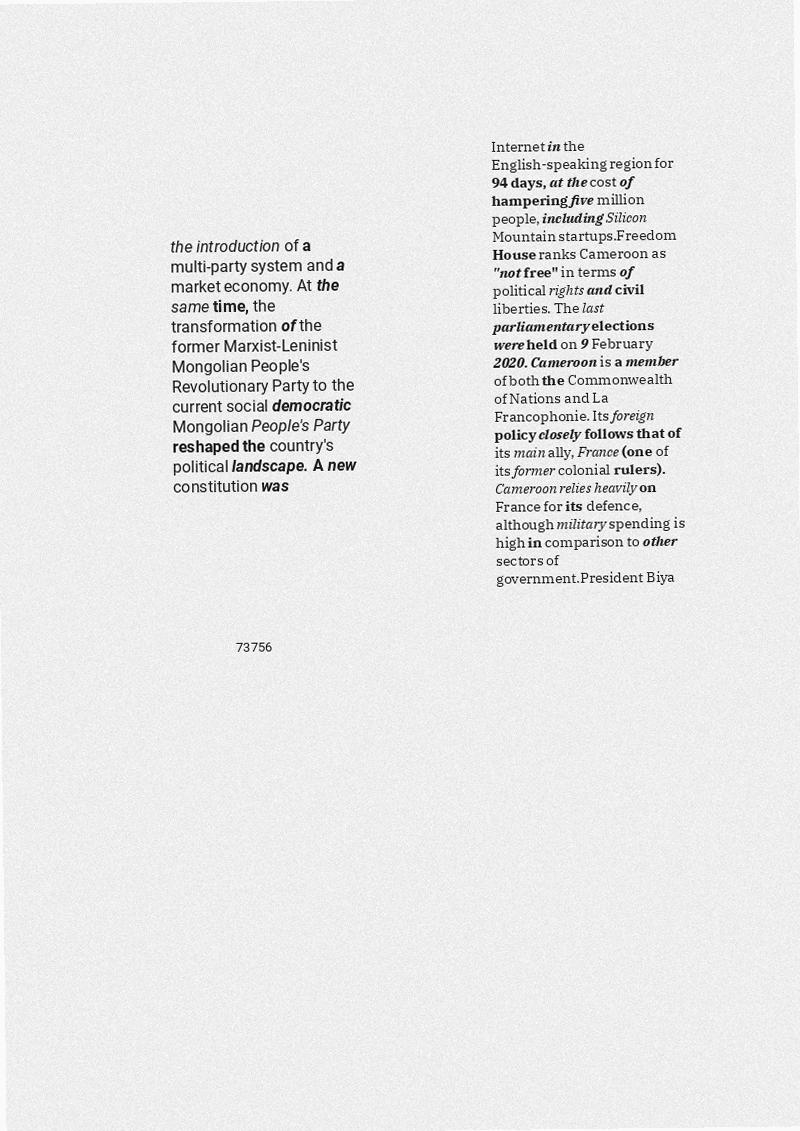 the introduction of a
multi-party system and a
market economy. At the
same time, the
transformation of the
former Marxist-Leninist
Mongolian People's
Revolutionary Party to the
current social democratic
Mongolian People's Party
reshaped the country's
political landscape. A new
constitution was
Internet in the
English-speaking region for
94 days, at the cost of
hampering five million
people, including Silicon
Mountain startups.Freedom
House ranks Cameroon as
"not free" in terms of
political rights and civil
liberties. The last
parliamentary elections
were held on 9 February
2020. Cameroon is a member
of both the Commonwealth
of Nations and La
Francophonie. Its foreign
policy closely follows that of
its main ally, France (one of
its former colonial rulers).
Cameroon relies heavily on
France for its defence,
although military spending is
high in comparison to other
sectors of
government.President Biya
73756